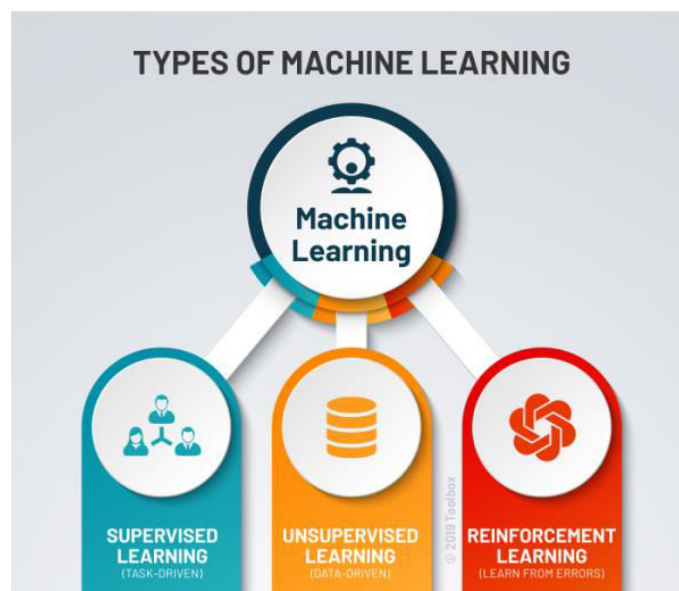 TYPES OF MACHINE LEARNING
Machine
Learning
SUPERVISED
LEARNING
(TASK-DRIVEN)
UNSUPERVISED
LEARNING
(DATA-DRIVEN)
© 2019 Toolbox
REINFORCEMENT
LEARNING
(LEARN FROM ERRORS)